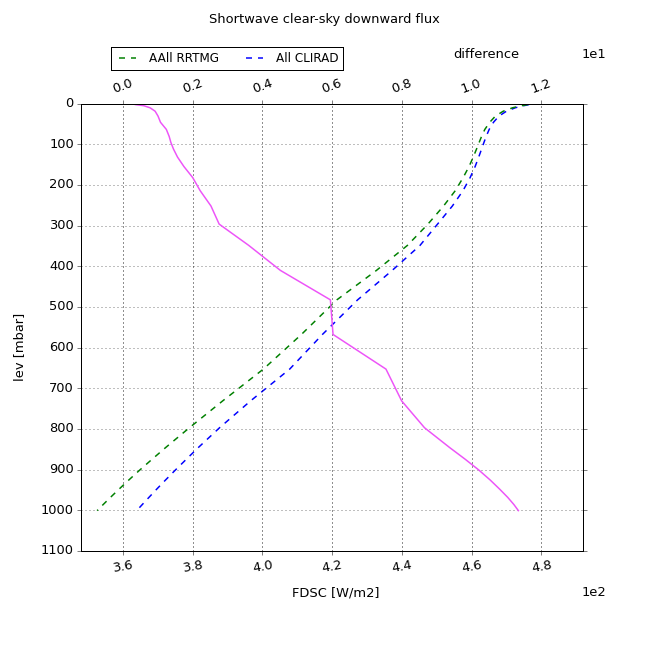 Shortwave clear-sky downward flux
AAll RRTMG All CLIRAD
difference 1e1
0.0 0.2 0.4 0.6 0.8 1.0 1.2
0
100
200
300
400
500
600
700
800
900
1000
1100
lev [mbar]
3.6 3.8 4.0 4.2 4.4 4.6 4.8
FDSC [W/m2] 1e2